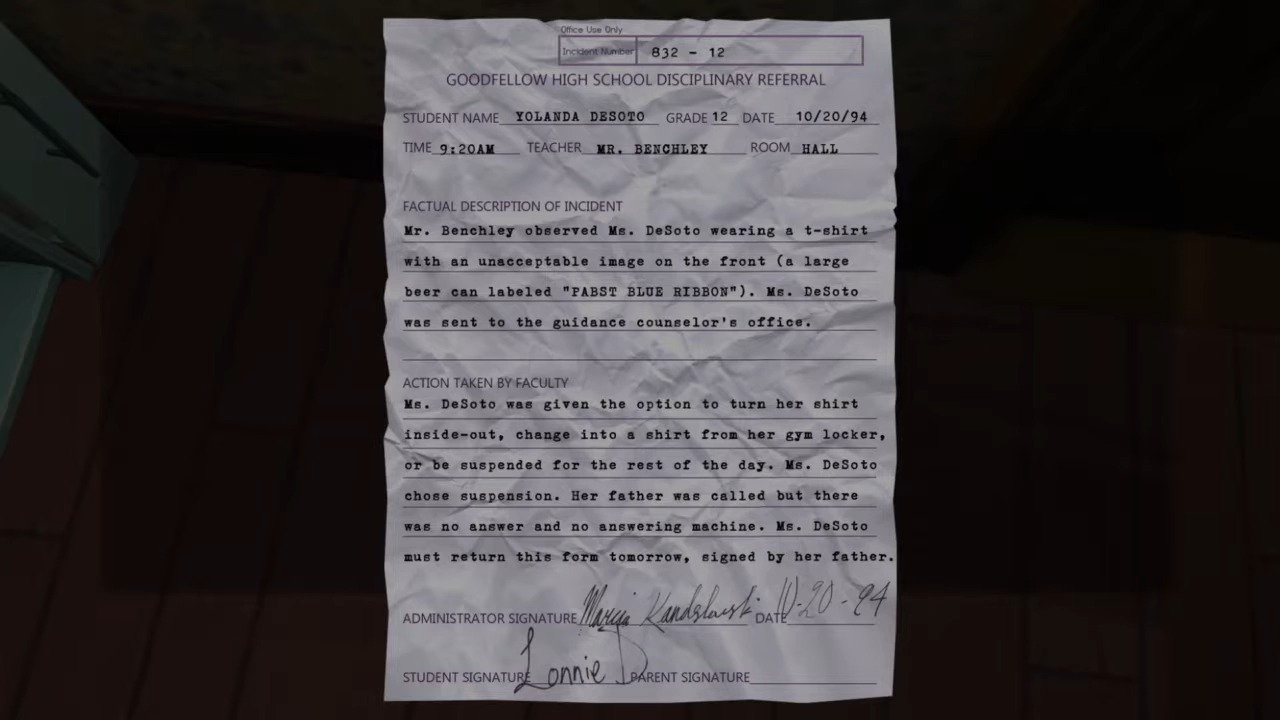 Office Use Only
Incident Number 832 - 12
GOODFELLOW HIGH SCHOOL DISCIPLINARY REFERRAL
STUDENT NAME YOLANDA DESOTO GRADE 12 DATE 10/20/94
TIME 9:20AM TEACHER MR. BENCHLEY ROOM HALL
FACTUAL DESCRIPTION OF INCIDENT
Mr. Benchley observed Ms. DeSoto wearing a t-shirt
with an unacceptable image on the front (a large
beer can labeled "PABST BLUE RIBBON"). Ms. DeSoto
was sent to the guidance counselor's office.
ACTION TAKEN BY FACULTY
Ms. DeSoto was given the option to turn her shirt
inside-out, change into a shirt from her gym locker,
or be suspended for the rest of the day. Ms. DeSoto
chose suspension. Her father was called but there
was no answer and no answering machine. Ms. DeSoto
must return this form tomorrow, signed by her father.
ADMINISTRATOR SIGNATURE Marcia DATE 10-20-94
STUDENT SIGNATURE Lonnie D PARENT SIGNATURE